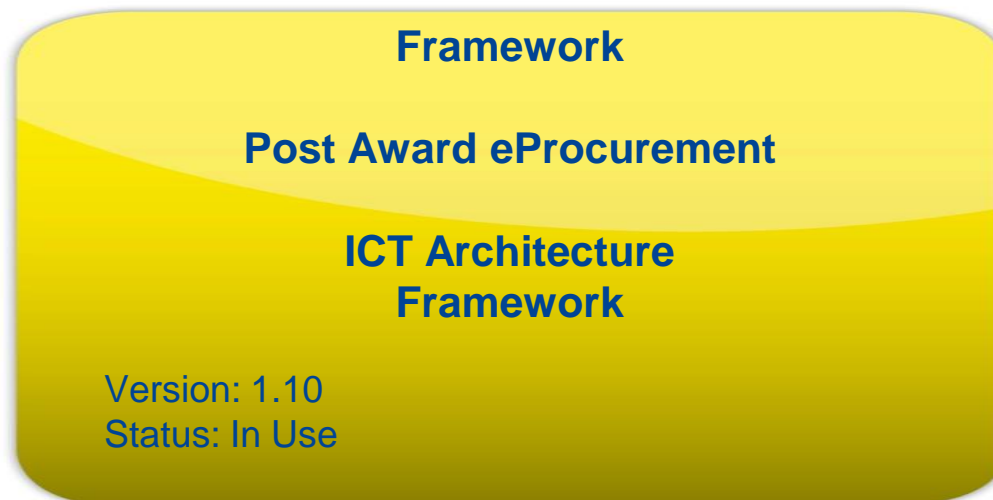 Framework
Post Award eProcurement
ICT Architecture
Framework
Version: 1.10
Status: In Use